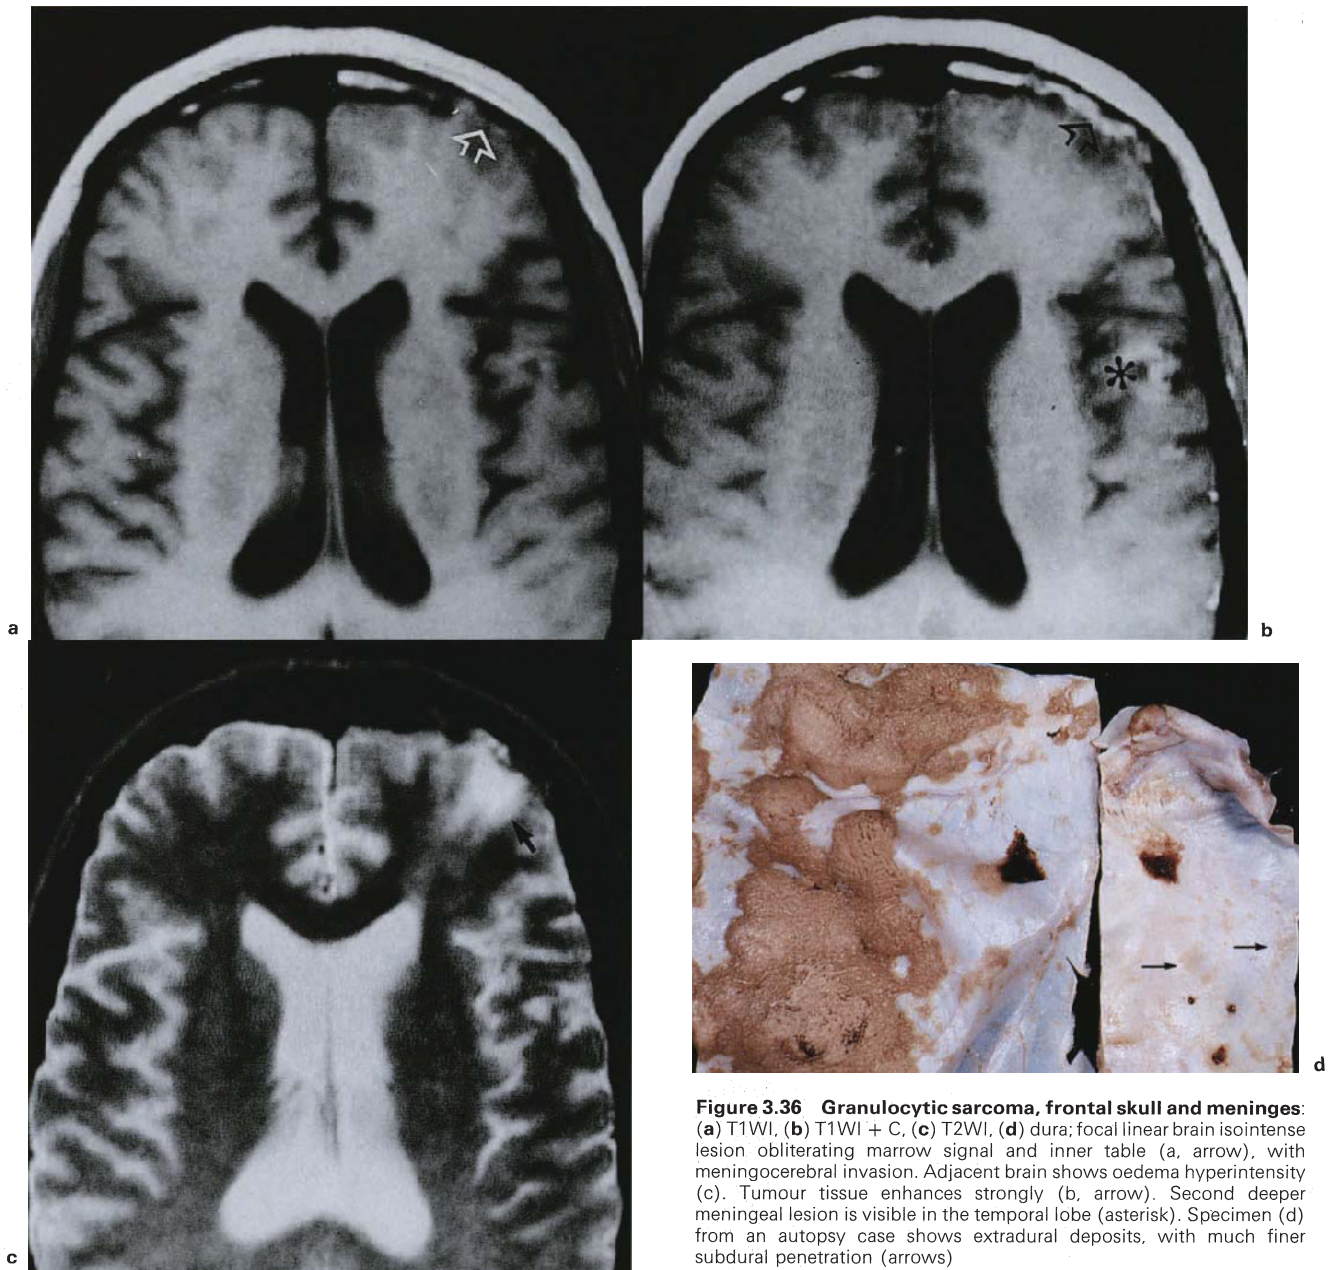 a
b
c
d
Figure 3.36 Granulocytic sarcoma, frontal skull and meninges:
(a) T1WI, (b) T1WI + C, (c) T2WI, (d) dura; focal linear brain isointense
lesion obliterating marrow signal and inner table (a, arrow), with
meningocerebral invasion. Adjacent brain shows oedema hyperintensity
(c). Tumour tissue enhances strongly (b, arrow). Second deeper
meningeal lesion is visible in the temporal lobe (asterisk). Specimen (d)
from an autopsy case shows extradural deposits, with much finer
subdural penetration (arrows)